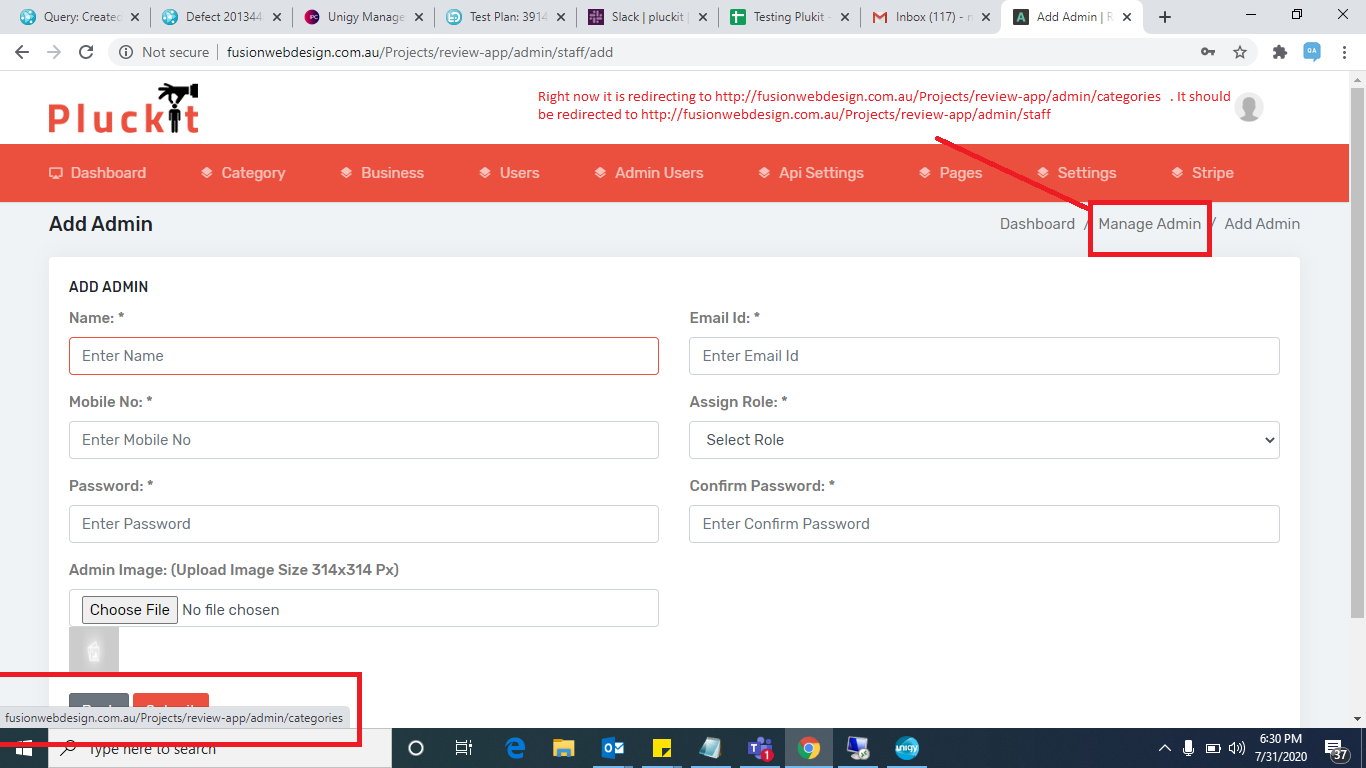 Query: Created
Defect 201344
Unigy Manage
Test Plan: 3914
Slack | pluckit
Testing Plukit -
Inbox (117) -
Add Admin | R
Not secure | fusionwebdesign.com.au/Projects/review-app/admin/staff/add
Pluckit
Right now it is redirecting to http://fusionwebdesign.com.au/Projects/review-app/admin/categories . It should
be redirected to http://fusionwebdesign.com.au/Projects/review-app/admin/staff
Dashboard Category Business Users Admin Users Api Settings Pages Settings Stripe
Add Admin
Dashboard / Manage Admin / Add Admin
ADD ADMIN
Name: * Email Id: *
Enter Name Enter Email Id
Mobile No: * Assign Role: *
Enter Mobile No Select Role
Password: * Confirm Password: *
Enter Password Enter Confirm Password
Admin Image: (Upload Image Size 314x314 Px)
Choose File No file chosen
fusionwebdesign.com.au/Projects/review-app/admin/categories
Type here to search
6:30 PM
7/31/2020
37